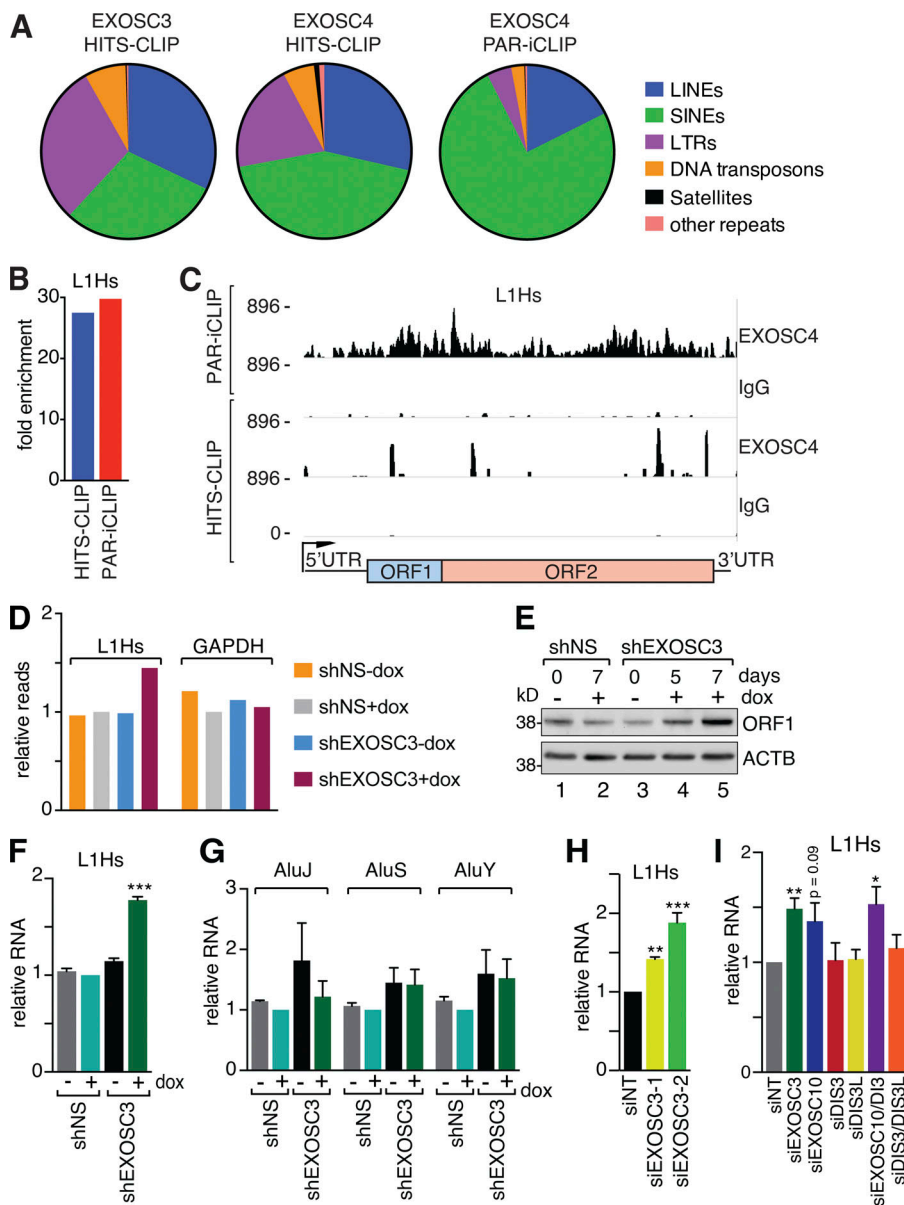 A
EXOSC3
HITS-CLIP
EXOSC4
HITS-CLIP
EXOSC4
PAR-iCLIP
LINEs
SINEs
LTRs
DNA transposons
Satellites
other repeats
B
L1Hs
fold enrichment
30
20
10
0
HITS-CLIP
PAR-iCLIP
C
L1Hs
PAR-iCLIP
HITS-CLIP
896 -
896 -
896 -
896 -
0 -
EXOSC4
IgG
EXOSC4
IgG
5'UTR
ORF1
ORF2
3'UTR
D
relative reads
2
1
0
L1Hs
GAPDH
shNS-dox
shNS+dox
shEXOSC3-dox
shEXOSC3+dox
E
shNS
shEXOSC3
0 7 0 5 7 days
kD - + - + + dox
38- ORF1
38- ACTB
1 2 3 4 5
F
L1Hs
relative RNA
2
1
0
***
- + - +
shNS
shEXOSC3
G
relative RNA
3
2
1
0
AluJ
AluS
AluY
- + - + - + - + - + - + dox
shNS
shEXOSC3
shNS
shEXOSC3
shNS
shEXOSC3
H
L1Hs
relative RNA
2
1
0
**
***
siNT
siEXOSC3-1
siEXOSC3-2
I
L1Hs
relative RNA
2
1
0
**
p = 0.09
*
siNT
siEXOSC3
siEXOSC10
siDIS3
siDIS3L
siEXOSC10/DI3
siDIS3/DIS3L